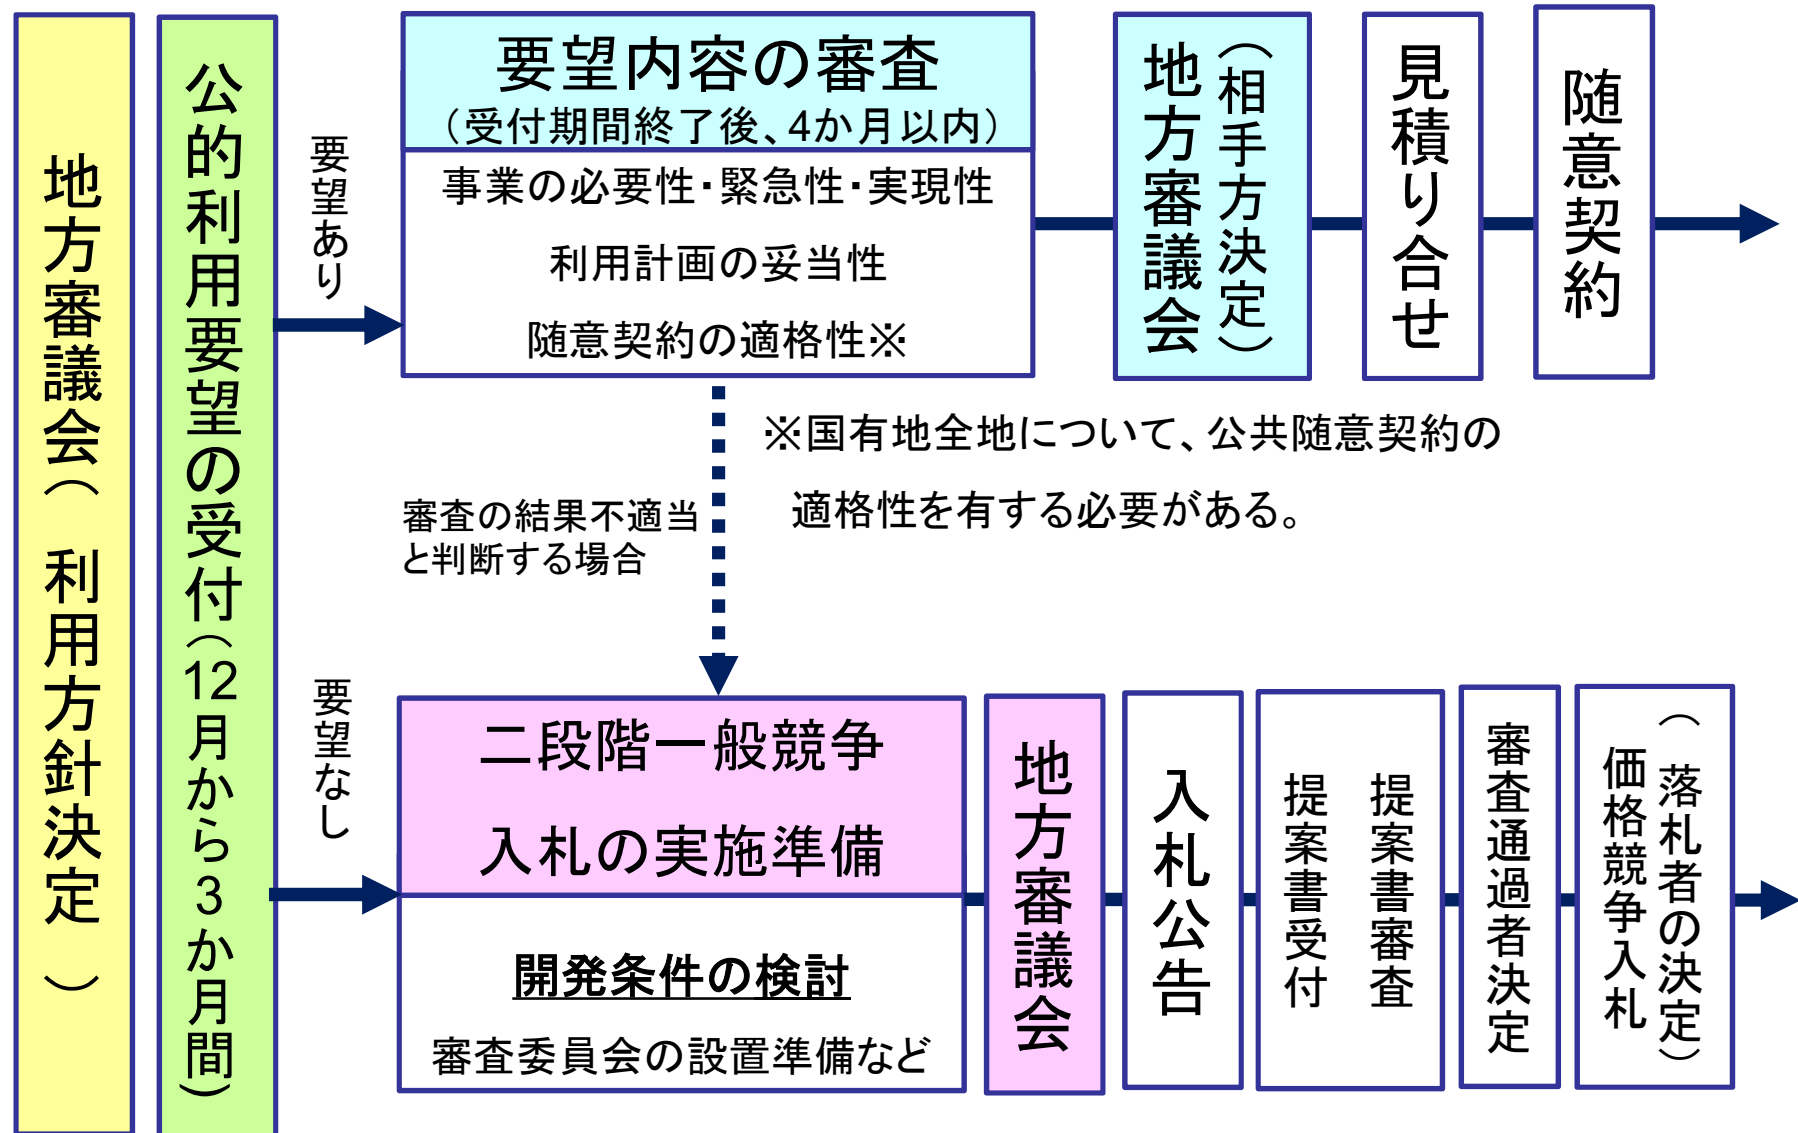 地方審議会（　利用方針決定　）
公的利用要望の受付（12月から3か月間）
要望あり
要望内容の審査
（受付期間終了後、4か月以内）
事業の必要性・緊急性・実現性
利用計画の妥当性
随意契約の適格性※
地方審議会
（相手方決定）
見積り合せ
随意契約
※国有地全地について、公共随意契約の
適格性を有する必要がある。
審査の結果不適当
と判断する場合
要望なし
二段階一般競争
入札の実施準備
開発条件の検討
審査委員会の設置準備など
地方審議会
入札公告
提案書受付
提案書審査
審査通過者決定
価格競争入札
（落札者の決定）